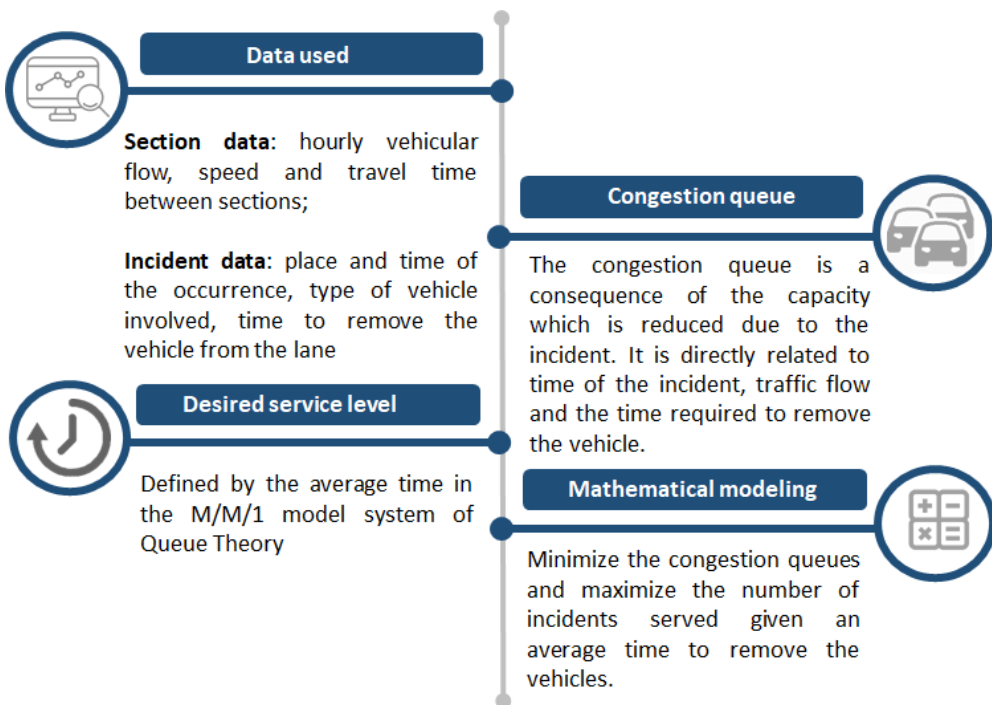 Data used
Section data: hourly vehicular
flow, speed and travel time
between sections;
Incident data: place and time of
the occurrence, type of vehicle
involved, time to remove the
vehicle from the lane
Congestion queue
The congestion queue is a
consequence of the capacity
which is reduced due to the
incident. It is directly related to
time of the incident, traffic flow
and the time required to remove
the vehicle.
Desired service level
Defined by the average time in
the M/M/1 model system of
Queue Theory
Mathematical modeling
Minimize the congestion queues
and maximize the number of
incidents served given an
average time to remove the
vehicles.